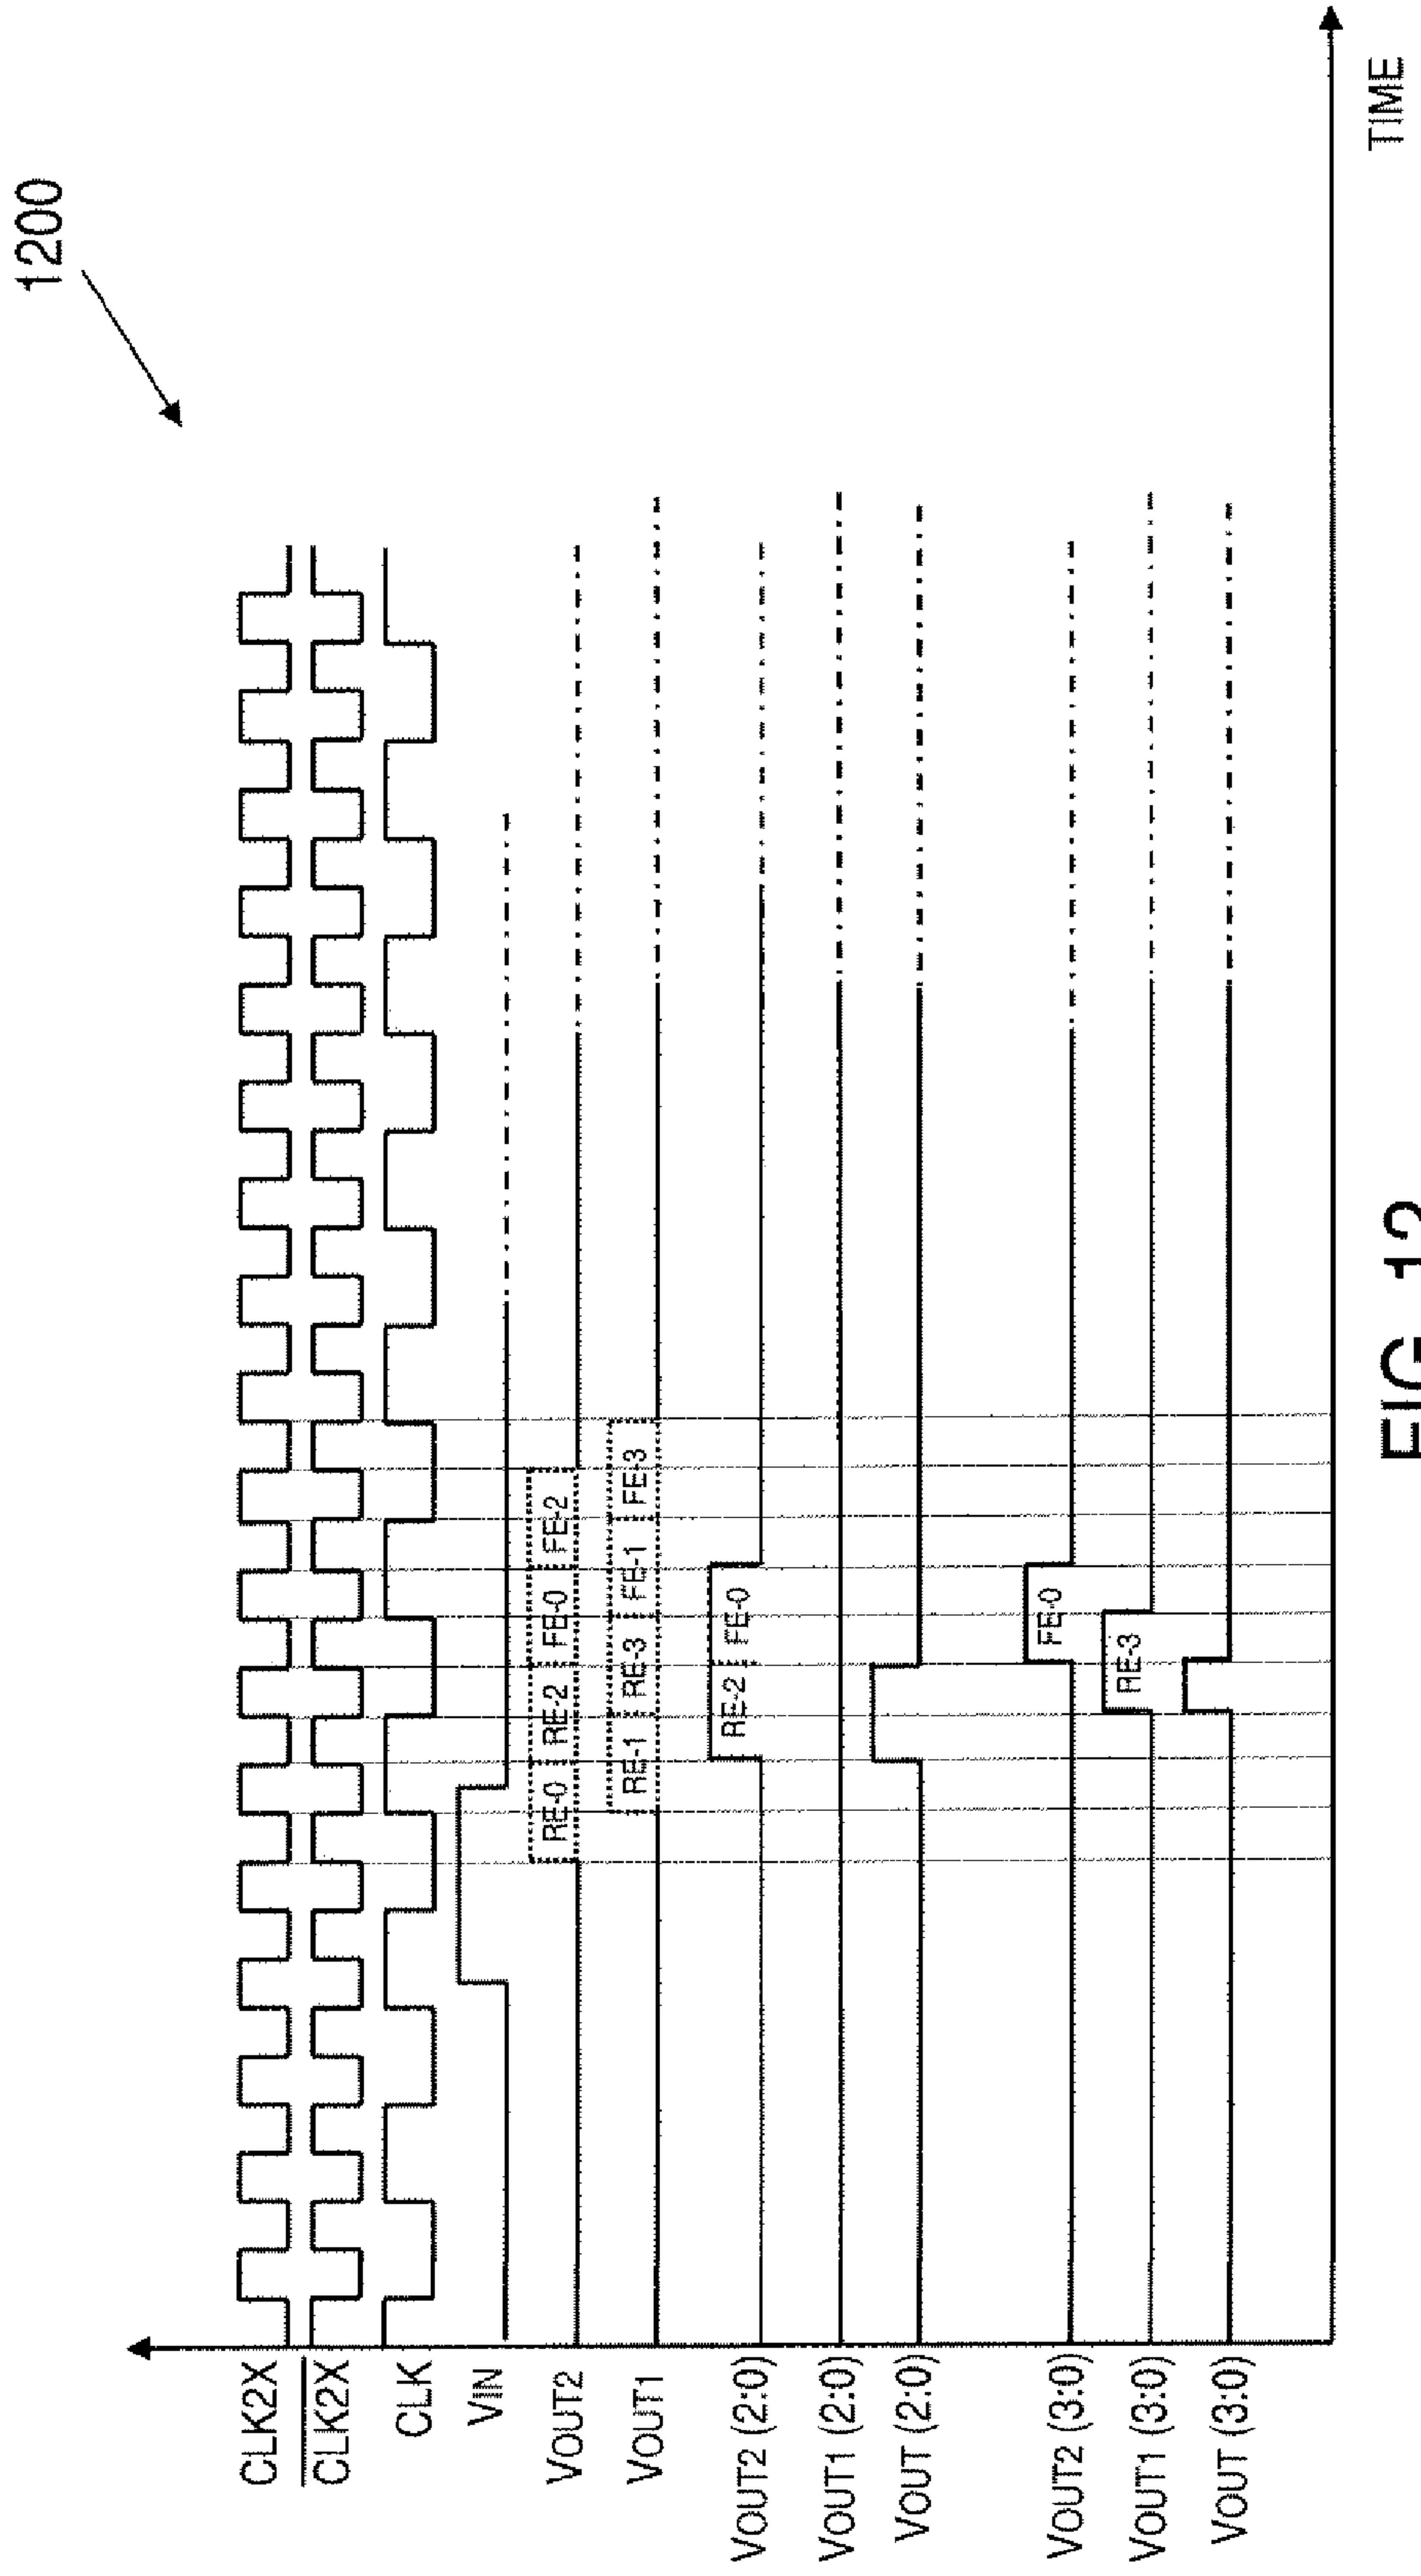 1200
CLK2X
CLK2X
CLK
VIN
VOUT2
RE-0 RE-2 FE-0 FE-2
VOUT1
RE-1 RE-3 FE-1 FE-3
VOUT2 (2:0)
RE-2 FE-0
VOUT1 (2:0)
VOUT (2:0)
VOUT2 (3:0)
FE-0
VOUT1 (3:0)
RE-3
VOUT (3:0)
TIME
FIG. 12